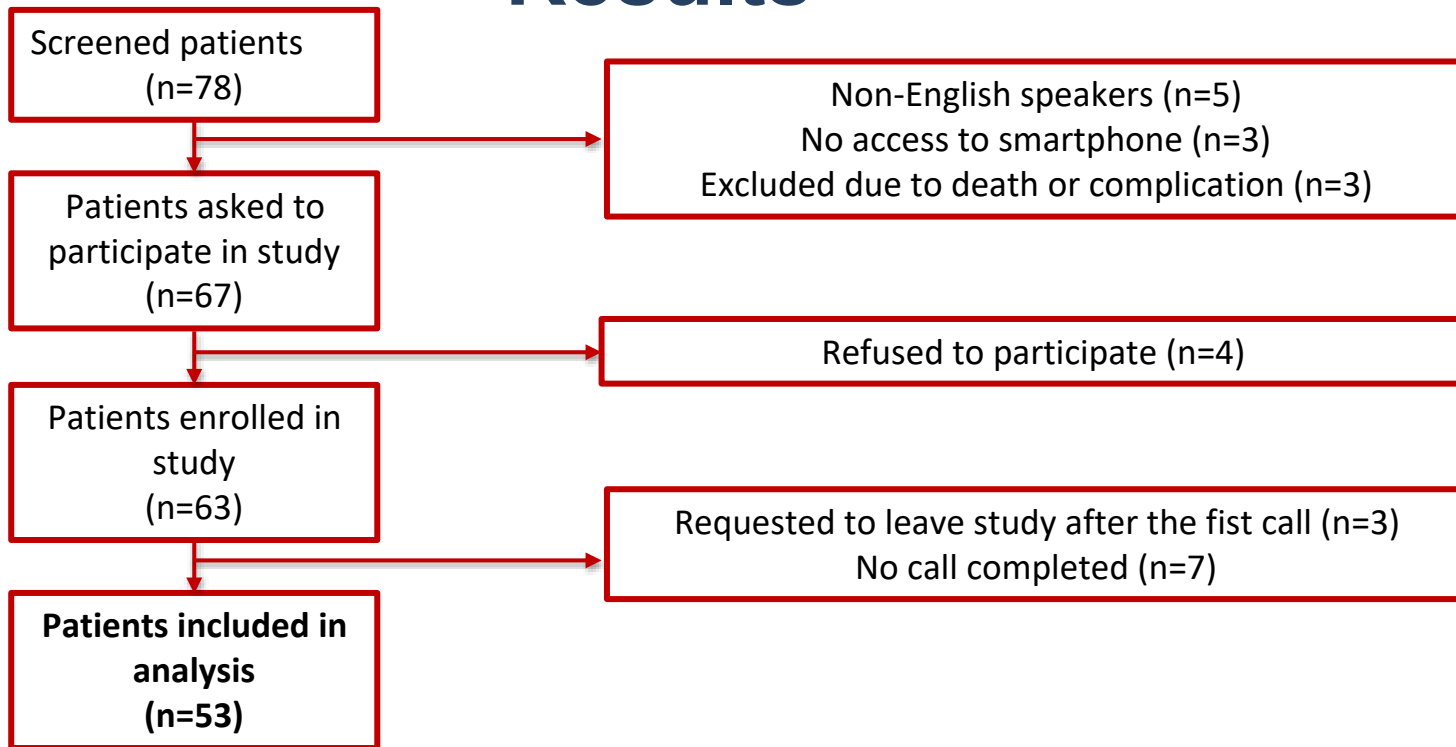 Results
Screened patients
(n=78)
Non-English speakers (n=5)
No access to smartphone (n=3)
Excluded due to death or complication (n=3)
Patients asked to
participate in study
(n=67)
Refused to participate (n=4)
Patients enrolled in
study
(n=63)
Requested to leave study after the fist call (n=3)
No call completed (n=7)
Patients included in
analysis
(n=53)